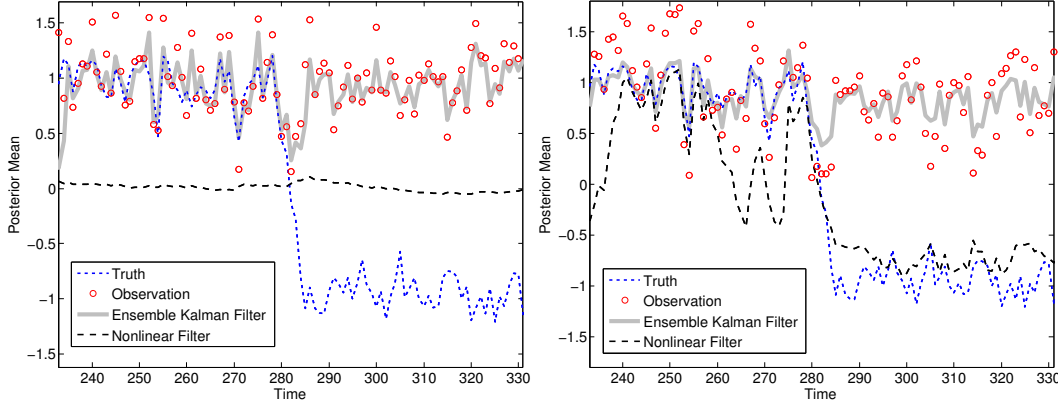 1.5
1
0.5
0
−0.5
−1
−1.5
Posterior Mean
Truth
Observation
Ensemble Kalman Filter
Nonlinear Filter
240 250 260 270 280 290 300 310 320 330
Time
1.5
1
0.5
0
−0.5
−1
−1.5
Posterior Mean
Truth
Observation
Ensemble Kalman Filter
Nonlinear Filter
240 250 260 270 280 290 300 310 320 330
Time